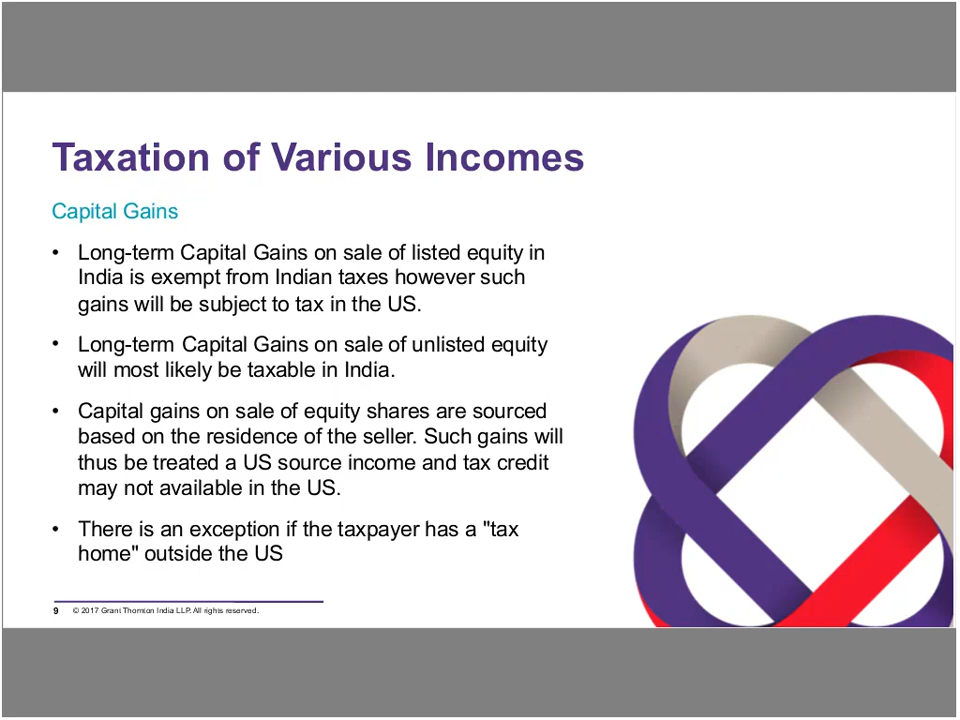 Taxation of Various Incomes
Capital Gains
• Long-term Capital Gains on sale of listed equity in
India is exempt from Indian taxes however such
gains will be subject to tax in the US.
• Long-term Capital Gains on sale of unlisted equity
will most likely be taxable in India.
• Capital gains on sale of equity shares are sourced
based on the residence of the seller. Such gains will
thus be treated a US source income and tax credit
may not available in the US.
• There is an exception if the taxpayer has a "tax
home" outside the US
9 © 2017 Grant Thornton India LLP. All rights reserved.